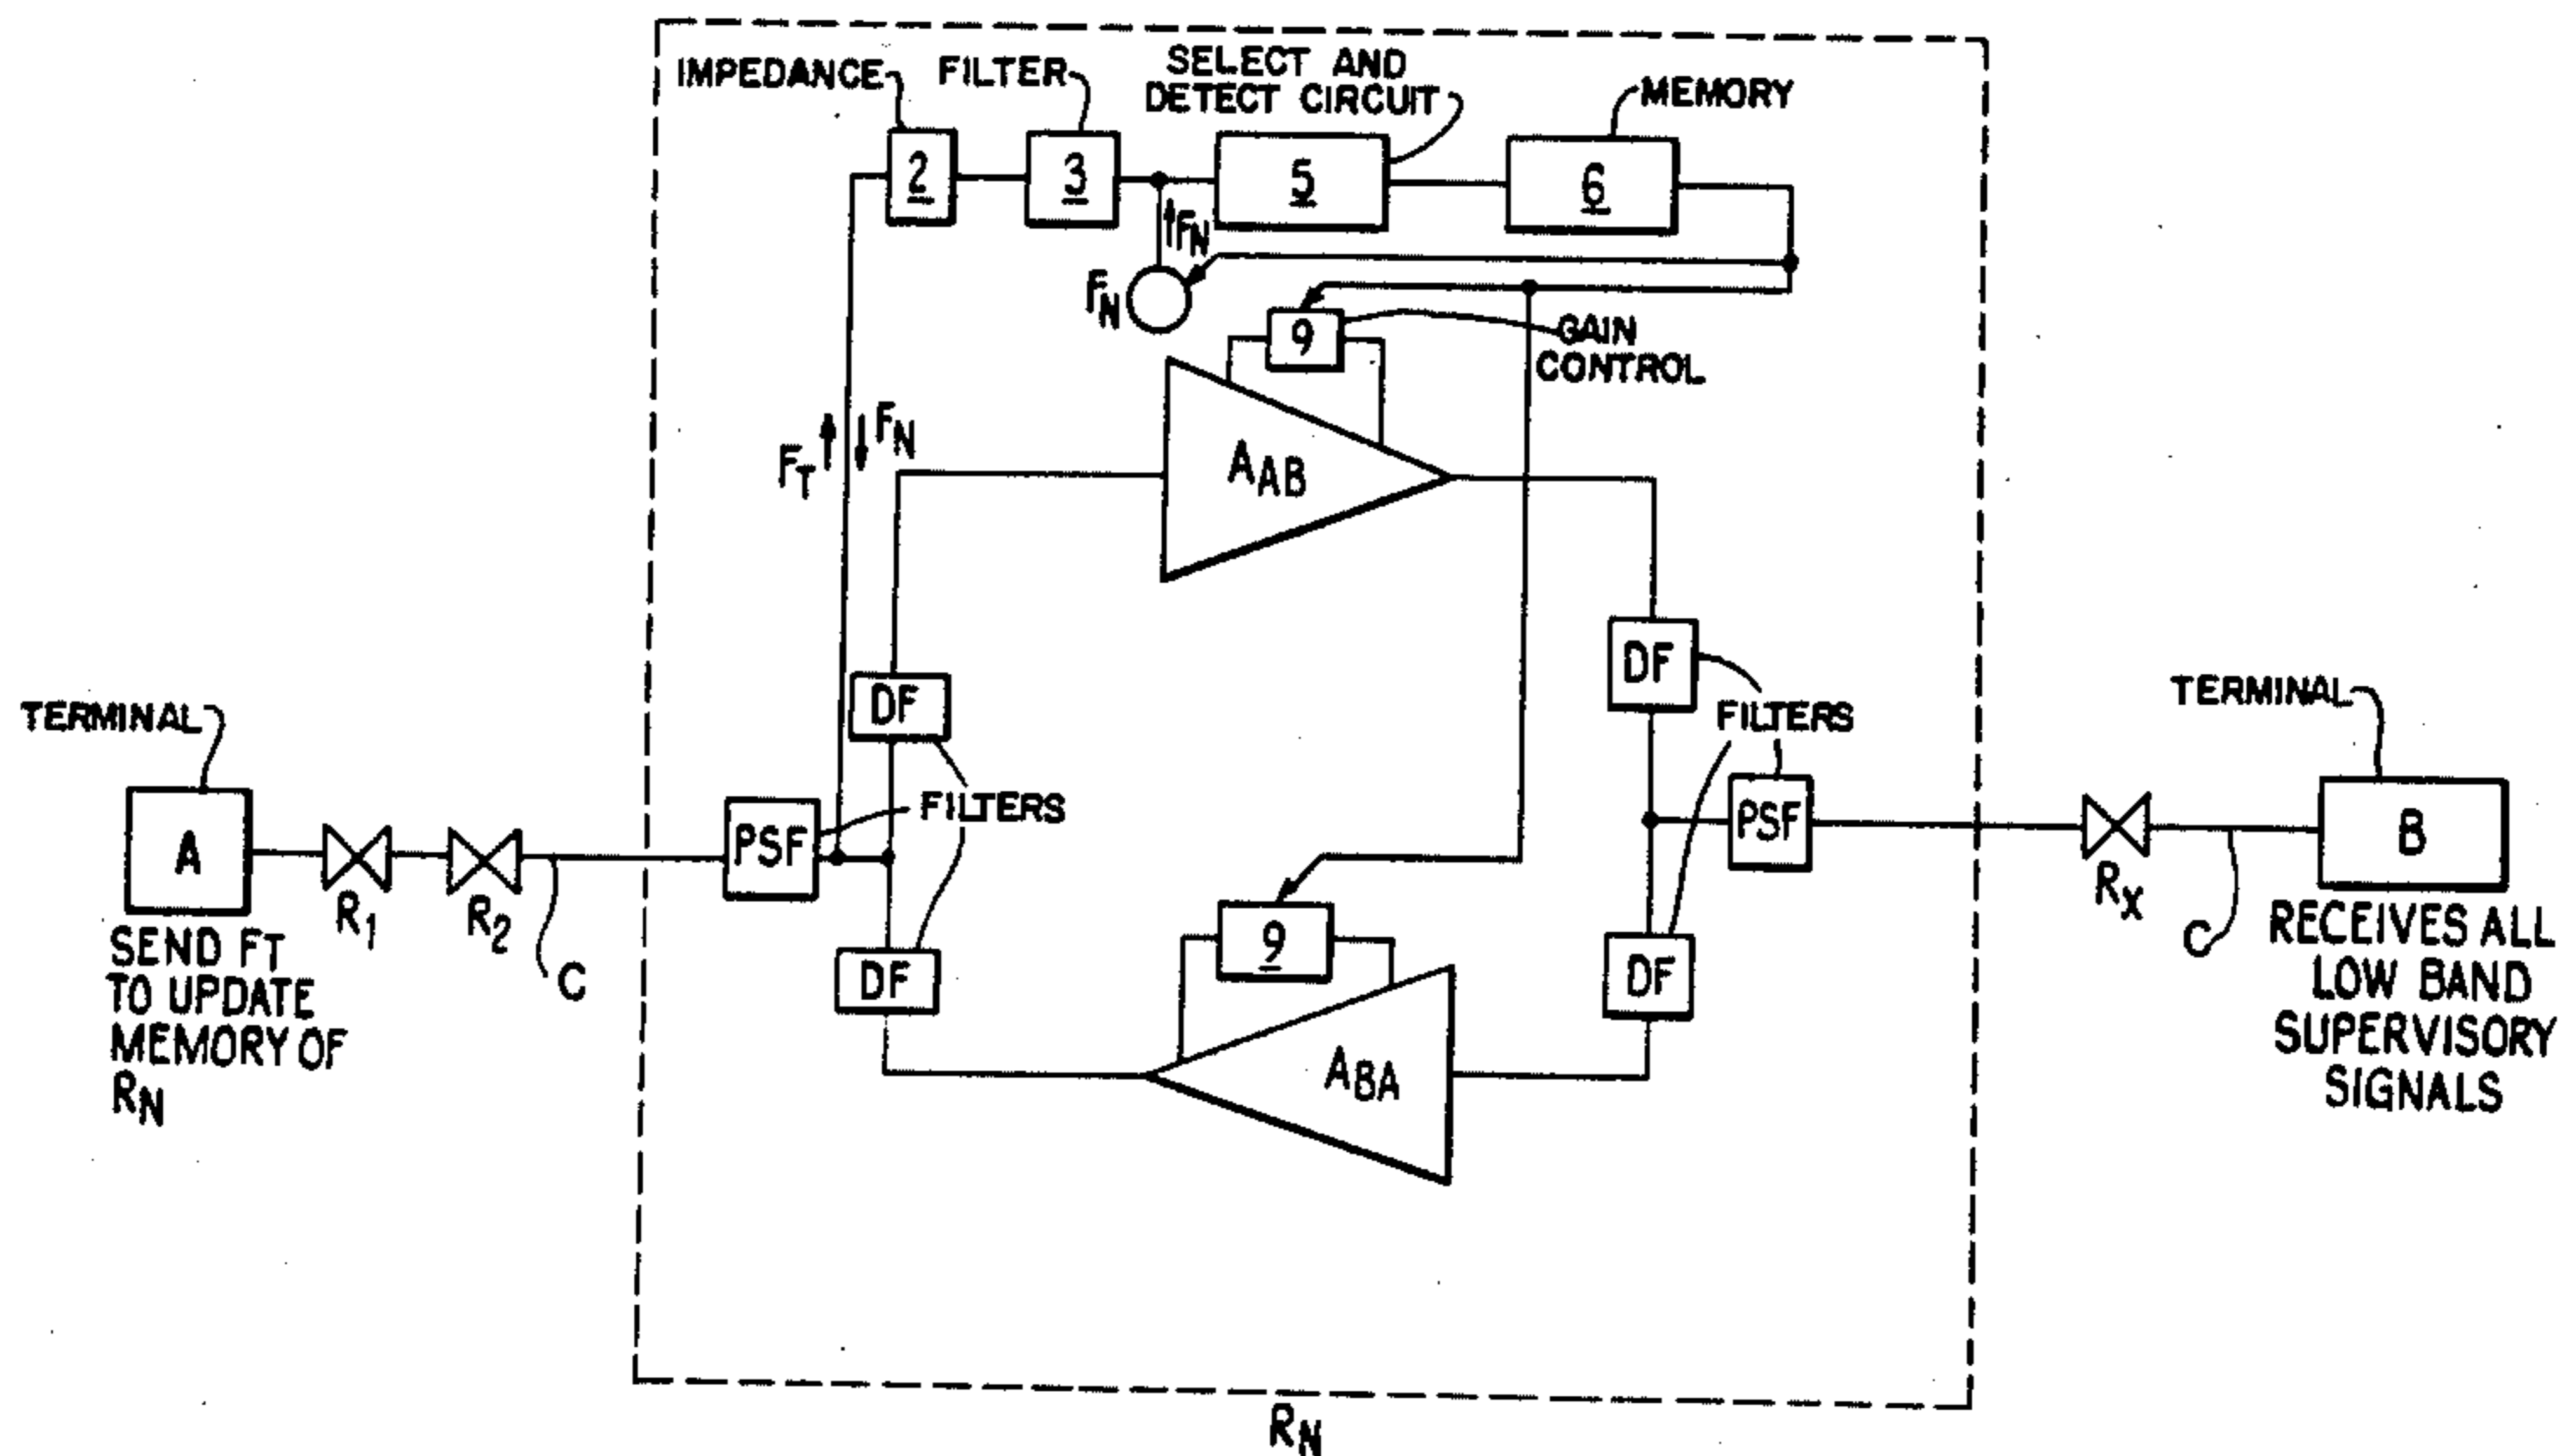 IMPEDANCE
FILTER
SELECT AND
DETECT CIRCUIT
MEMORY
2
3
5
6
FN
FN
9
GAIN
CONTROL
FT
FN
AAB
DF
DF
FILTERS
TERMINAL
TERMINAL
PSF
FILTERS
PSF
A
B
R1
R2
C
RX
C
SEND FT
TO UPDATE
MEMORY OF
RN
RECEIVES ALL
LOW BAND
SUPERVISORY
SIGNALS
9
DF
DF
ABA
RN